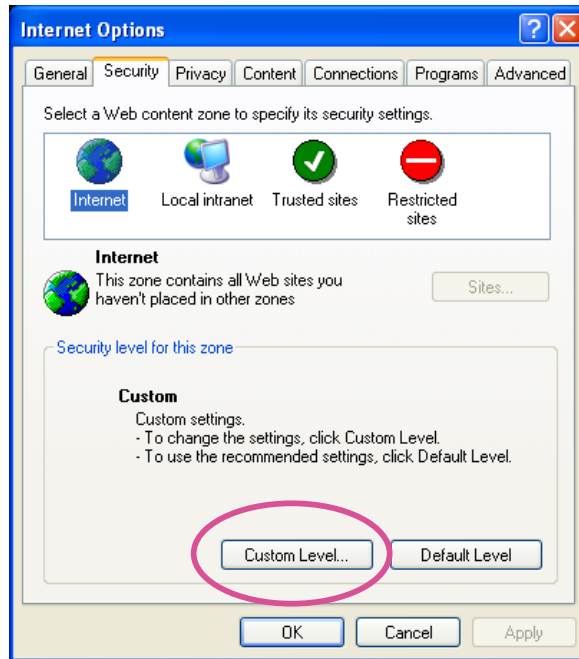 Internet Options
General Security Privacy Content Connections Programs Advanced
Select a Web content zone to specify its security settings.
Internet Local intranet Trusted sites Restricted sites
Internet
This zone contains all Web sites you
haven't placed in other zones
Sites...
Security level for this zone
Custom
Custom settings.
- To change the settings, click Custom Level.
- To use the recommended settings, click Default Level.
Custom Level... Default Level
OK Cancel Apply